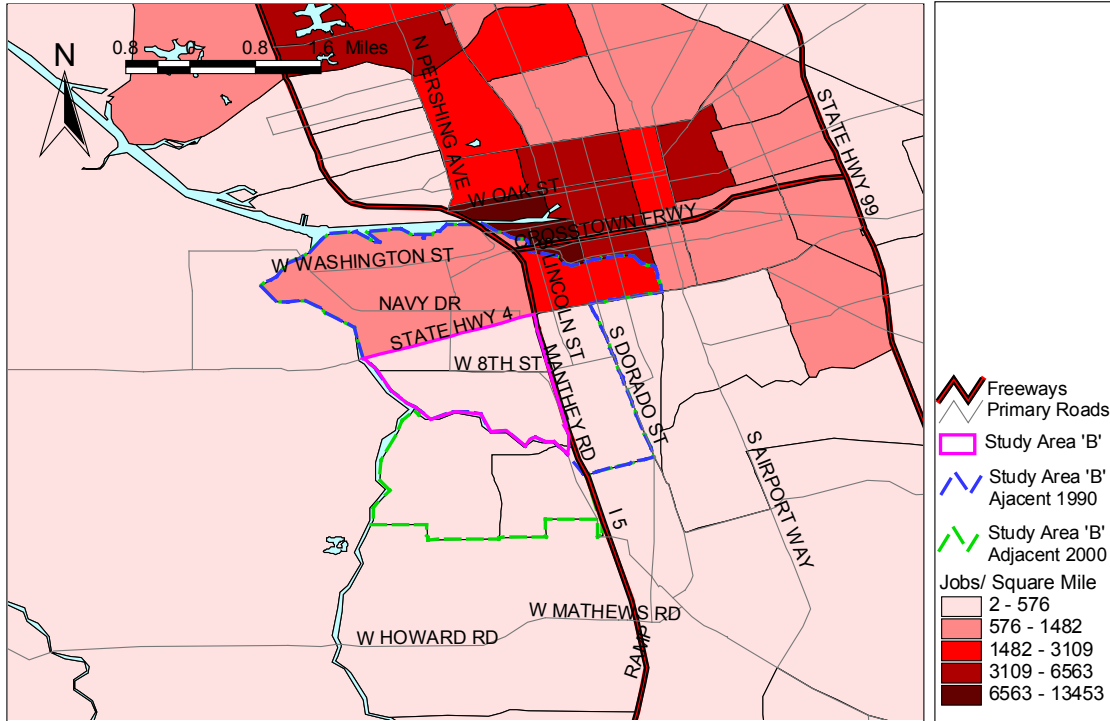 N
0.8 0 0.8 1.6 Miles
N PERSHING AVE
STATE HWY 99
W OAK ST
CROSSTOWN FRWY
W WASHINGTON ST
LINCOLN ST
NAVY DR
STATE HWY 4
S DORADO ST
W 8TH ST
MANTHEY RD
S AIRPORT WAY
I 5
W MATHEWS RD
W HOWARD RD
RAMP
Freeways
Primary Roads
Study Area 'B'
Study Area 'B'
Ajacent 1990
Study Area 'B'
Adjacent 2000
Jobs/ Square Mile
2 - 576
576 - 1482
1482 - 3109
3109 - 6563
6563 - 13453